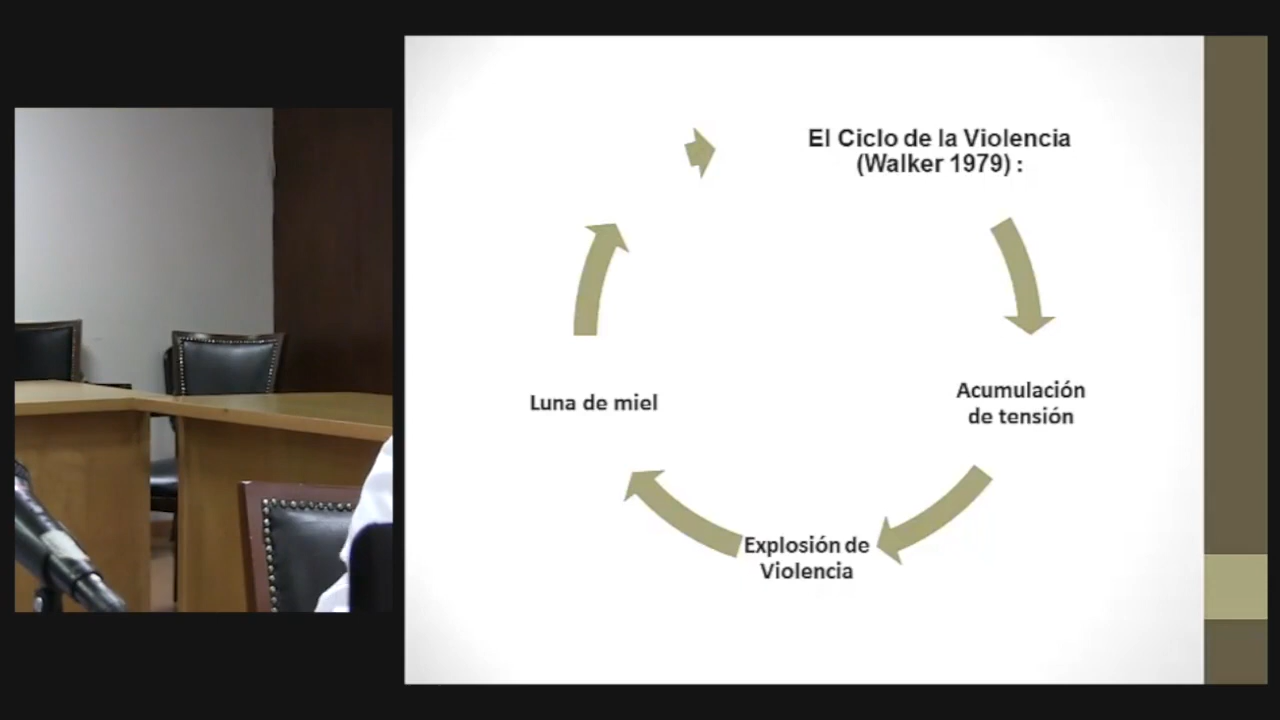 El Ciclo de la Violencia
(Walker 1979) :
Acumulación
de tensión
Explosión de
Violencia
Luna de miel